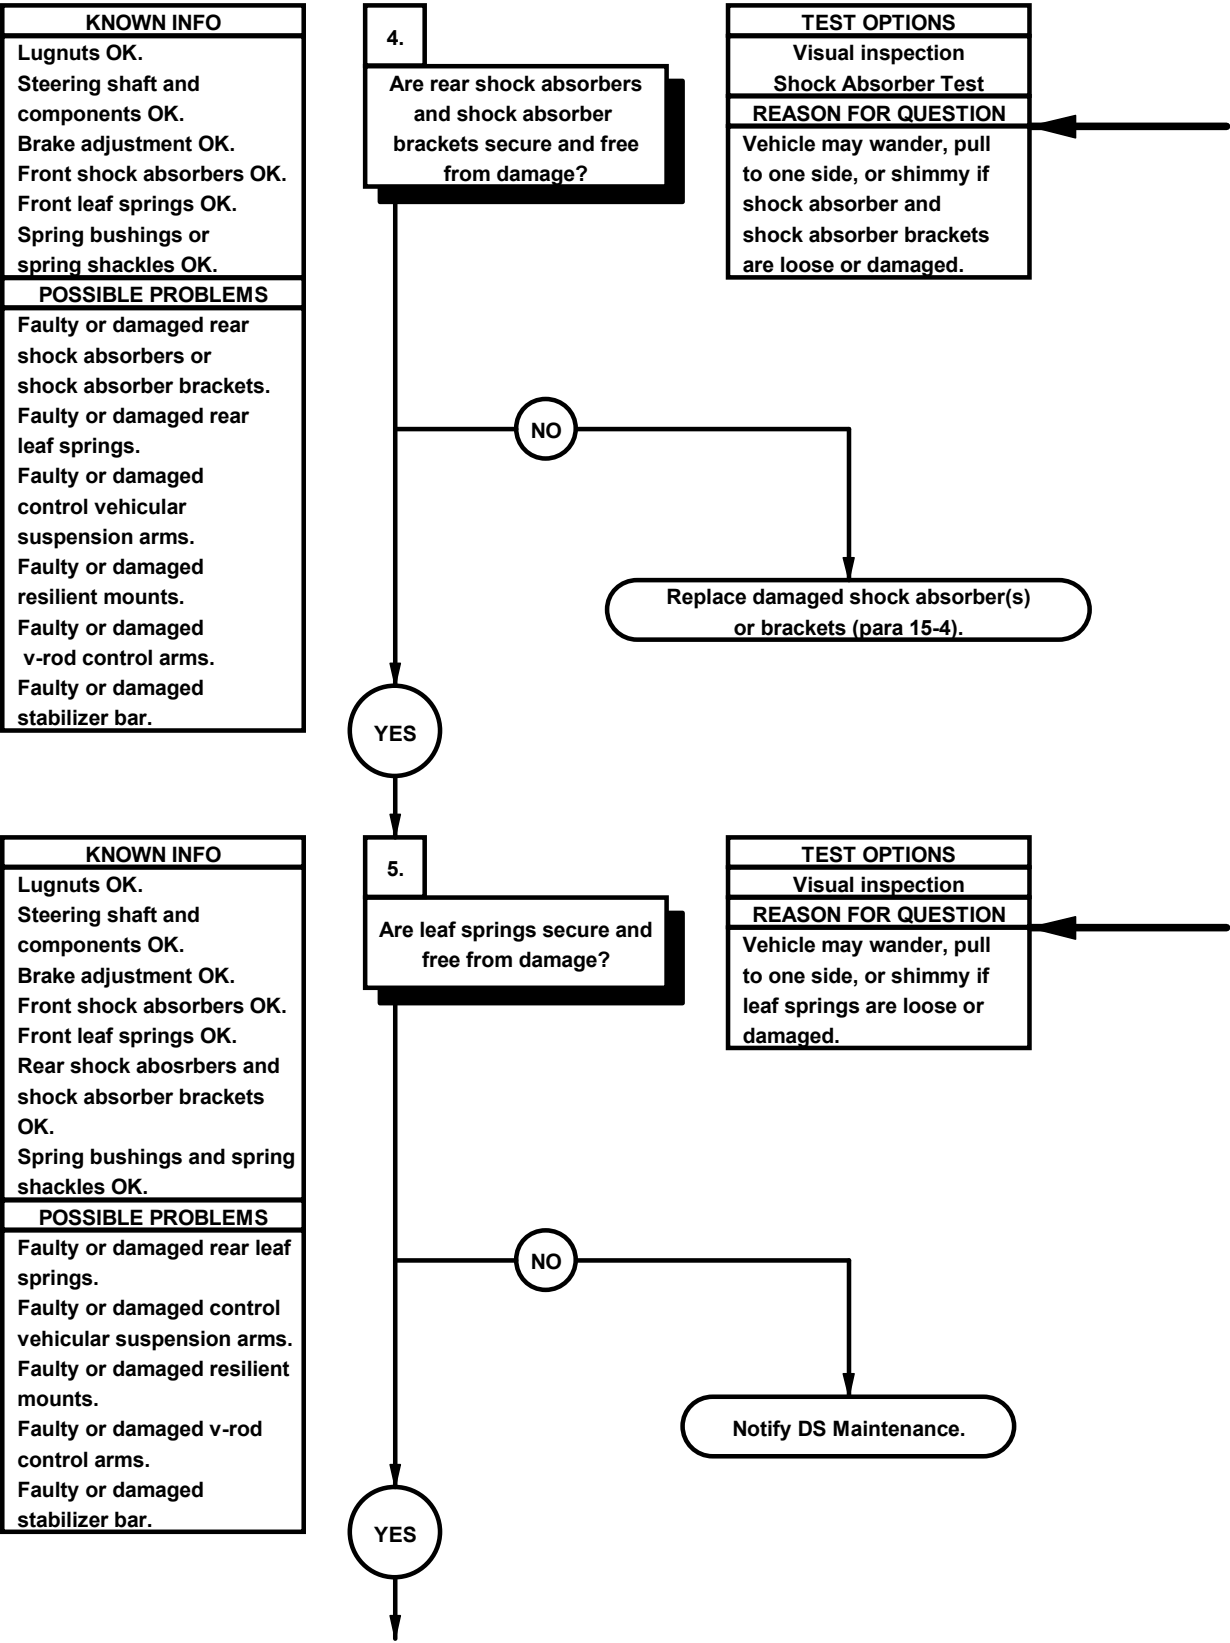 KNOWN INFO
Lugnuts OK.
Steering shaft and
components OK.
Brake adjustment OK.
Front shock absorbers OK.
Front leaf springs OK.
Spring bushings or
spring shackles OK.
POSSIBLE PROBLEMS
Faulty or damaged rear
shock absorbers or
shock absorber brackets.
Faulty or damaged rear
leaf springs.
Faulty or damaged
control vehicular
suspension arms.
Faulty or damaged
resilient mounts.
Faulty or damaged
v-rod control arms.
Faulty or damaged
stabilizer bar.
4.
Are rear shock absorbers
and shock absorber
brackets secure and free
from damage?
TEST OPTIONS
Visual inspection
Shock Absorber Test
REASON FOR QUESTION
Vehicle may wander, pull
to one side, or shimmy if
shock absorber and
shock absorber brackets
are loose or damaged.
NO
Replace damaged shock absorber(s)
or brackets (para 15-4).
YES
KNOWN INFO
Lugnuts OK.
Steering shaft and
components OK.
Brake adjustment OK.
Front shock absorbers OK.
Front leaf springs OK.
Rear shock abosrbers and
shock absorber brackets
OK.
Spring bushings and spring
shackles OK.
POSSIBLE PROBLEMS
Faulty or damaged rear leaf
springs.
Faulty or damaged control
vehicular suspension arms.
Faulty or damaged resilient
mounts.
Faulty or damaged v-rod
control arms.
Faulty or damaged
stabilizer bar.
5.
Are leaf springs secure and
free from damage?
TEST OPTIONS
Visual inspection
REASON FOR QUESTION
Vehicle may wander, pull
to one side, or shimmy if
leaf springs are loose or
damaged.
NO
Notify DS Maintenance.
YES